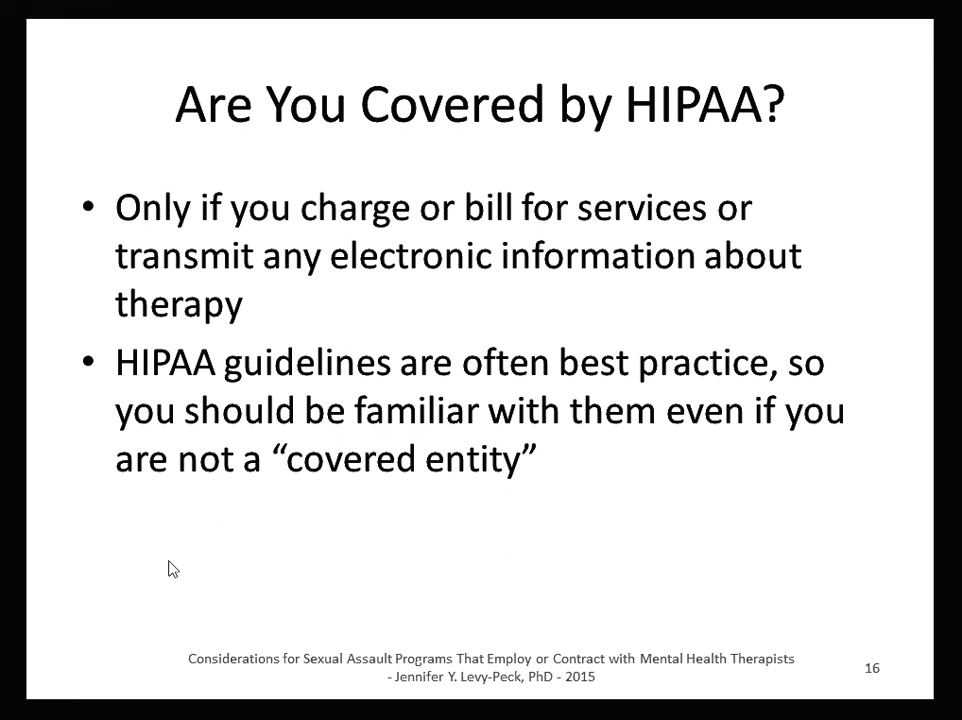 Are You Covered by HIPAA?
• Only if you charge or bill for services or
transmit any electronic information about
therapy
• HIPAA guidelines are often best practice, so
you should be familiar with them even if you
are not a “covered entity”
Considerations for Sexual Assault Programs That Employ or Contract with Mental Health Therapists
- Jennifer Y. Levy-Peck, PhD - 2015
16